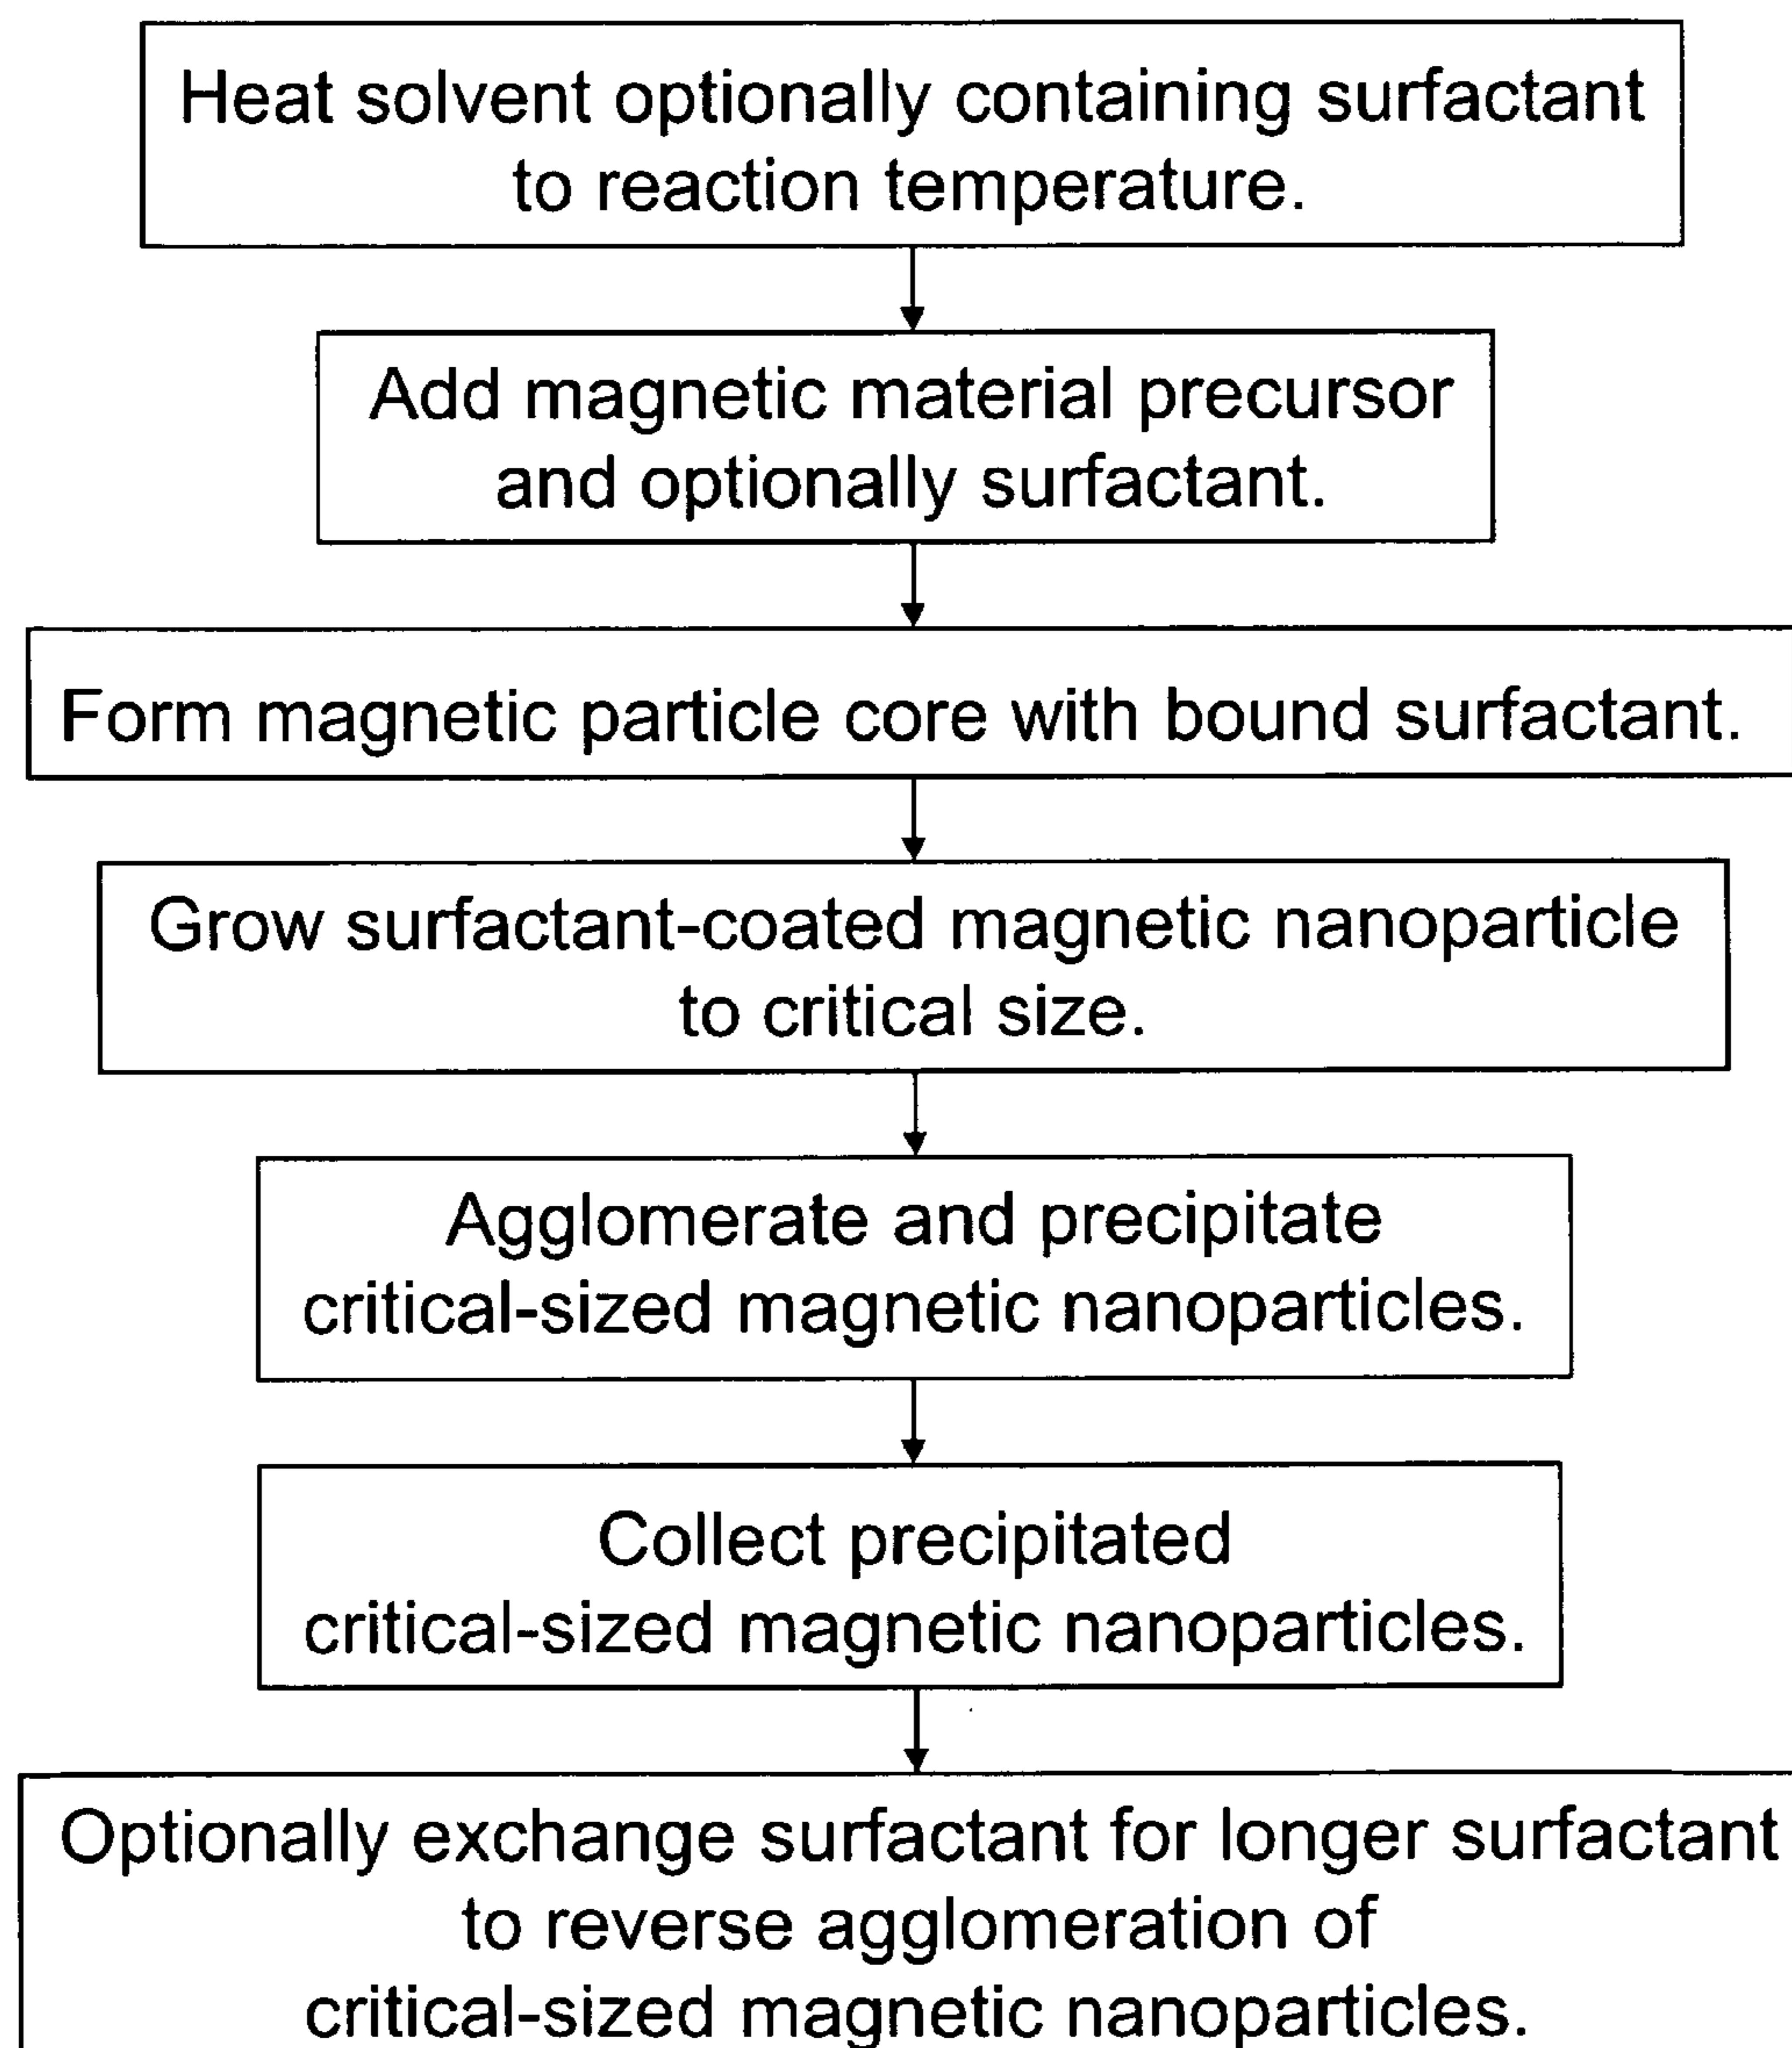 Heat solvent optionally containing surfactant
to reaction temperature.
Add magnetic material precursor
and optionally surfactant.
Form magnetic particle core with bound surfactant.
Grow surfactant-coated magnetic nanoparticle
to critical size.
Agglomerate and precipitate
critical-sized magnetic nanoparticles.
Collect precipitated
critical-sized magnetic nanoparticles.
Optionally exchange surfactant for longer surfactant
to reverse agglomeration of
critical-sized magnetic nanoparticles.